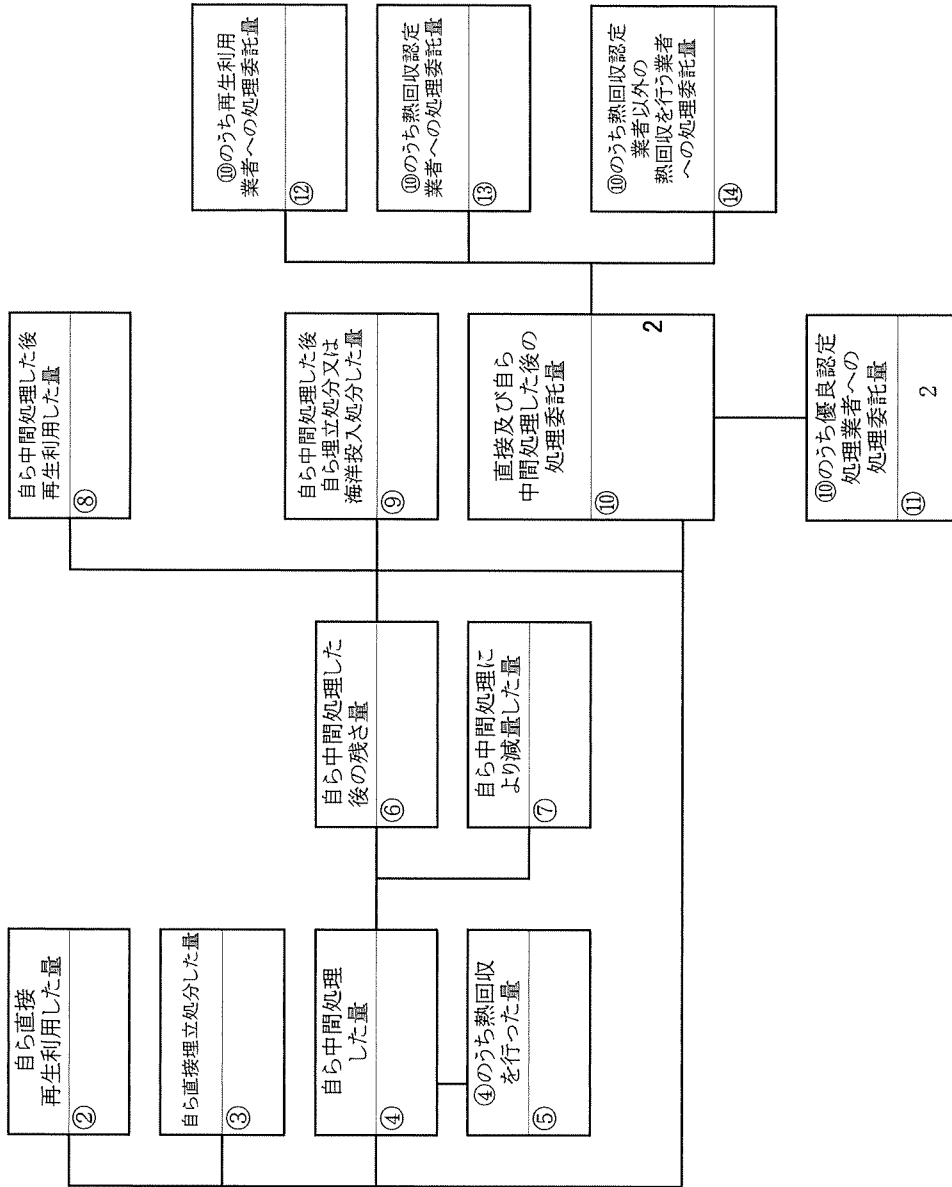 自ら直接
再生利用した量
②
自ら直接埋立処分した量
③
自ら中間処理
した量
④
④のうち熱回収
を行った量
⑤
自ら中間処理した
後の残さ量
⑥
自ら中間処理に
より減量した量
⑦
自ら中間処理した後
再生利用した量
⑧
自ら中間処理した後
自ら埋立処分又は
海洋投入処分した量
⑨
直接及び自ら
中間処理した後の
処理委託量
⑩
2
⑩のうち優良認定
処理業者への
処理委託量
⑪
2
⑩のうち再生利用
業者への処理委託量
⑫
⑩のうち熱回収認定
業者への処理委託量
⑬
⑩のうち熱回収認定
業者以外の
熱回収を行う業者
への処理委託量
⑭